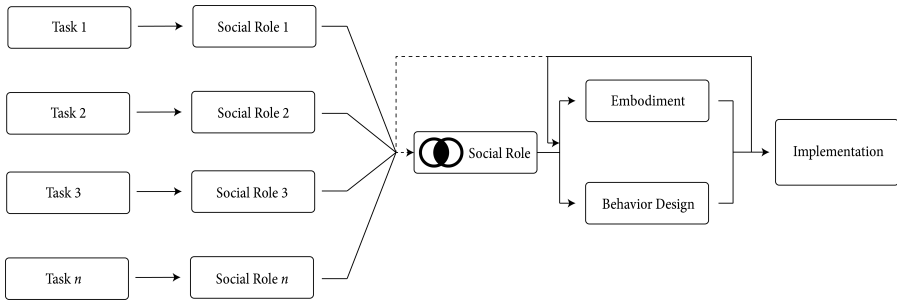 Task 1
Social Role 1
Task 2
Social Role 2
Task 3
Social Role 3
Task n
Social Role n
Social Role
Embodiment
Behavior Design
Implementation